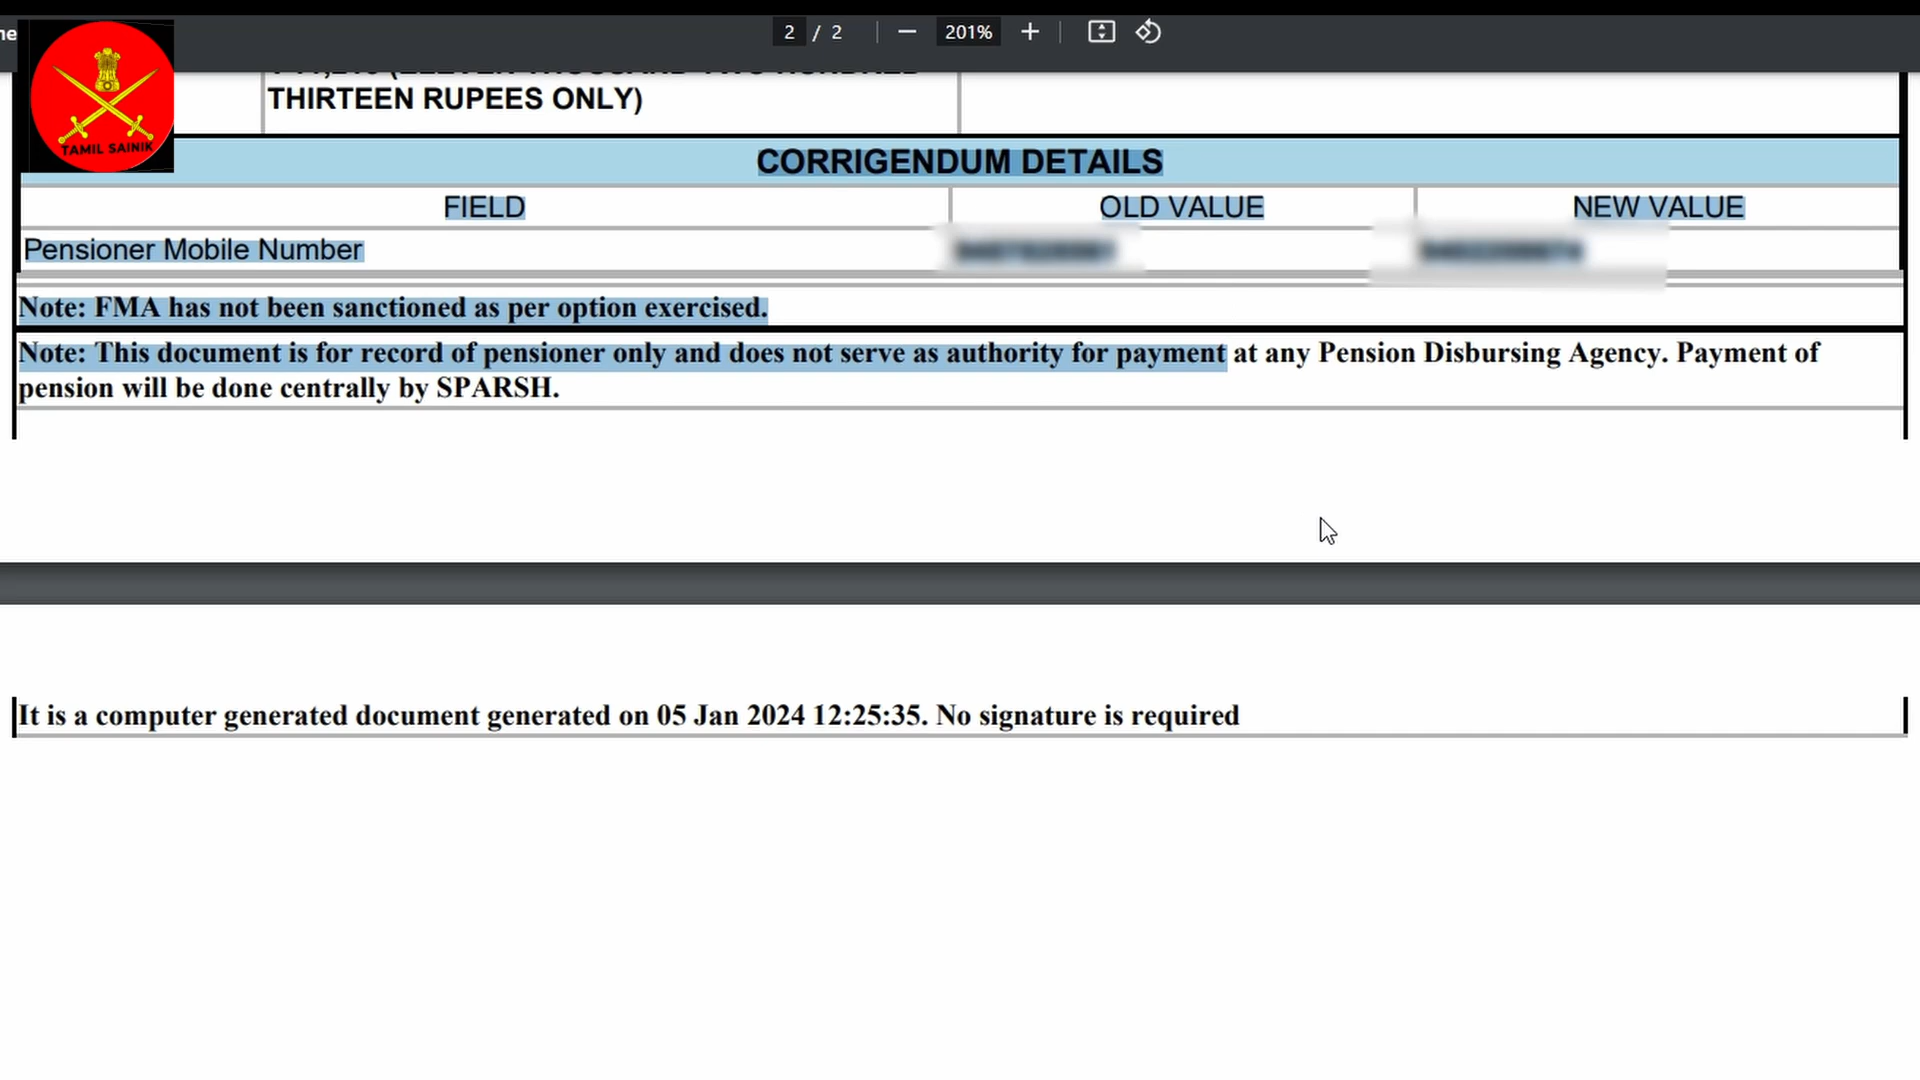 ne
2 / 2
201%
THIRTEEN RUPEES ONLY)
TAMIL SAINIK
CORRIGENDUM DETAILS
FIELD OLD VALUE NEW VALUE
Pensioner Mobile Number
Note: FMA has not been sanctioned as per option exercised.
Note: This document is for record of pensioner only and does not serve as authority for payment at any Pension Disbursing Agency. Payment of
pension will be done centrally by SPARSH.
It is a computer generated document generated on 05 Jan 2024 12:25:35. No signature is required